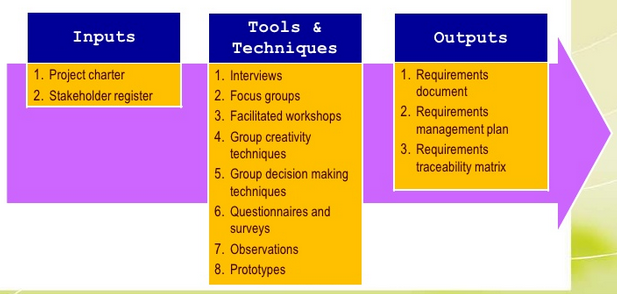 Inputs
1. Project charter
2. Stakeholder register
Tools &
Techniques
1. Interviews
2. Focus groups
3. Facilitated workshops
4. Group creativity
techniques
5. Group decision making
techniques
6. Questionnaires and
surveys
7. Observations
8. Prototypes
Outputs
1. Requirements
document
2. Requirements
management plan
3. Requirements
traceability matrix